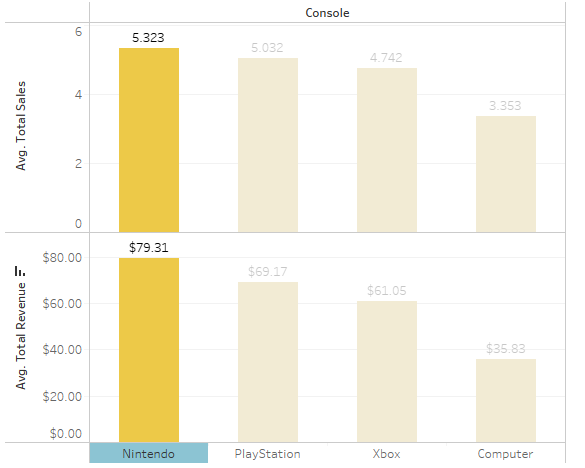 Console
Avg. Total Sales
6
4
2
0
5.323
5.032
4.742
3.353
Avg. Total Revenue
$80.00
$60.00
$40.00
$20.00
$0.00
$79.31
$69.17
$61.05
$35.83
Nintendo
PlayStation
Xbox
Computer